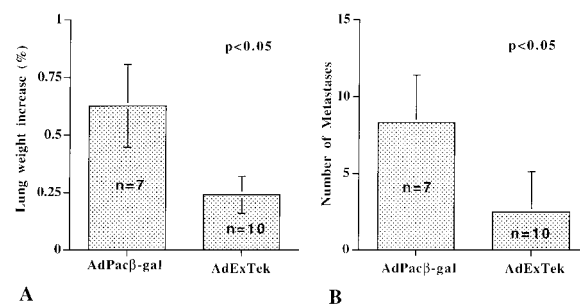 Lung weight increase (%)
1
0.75
0.5
0.25
0
p<0.05
n=7
n=10
AdPacβ-gal
AdExTek
A
Number of Metastases
15
10
5
0
p<0.05
n=7
n=10
AdPacβ-gal
AdExTek
B